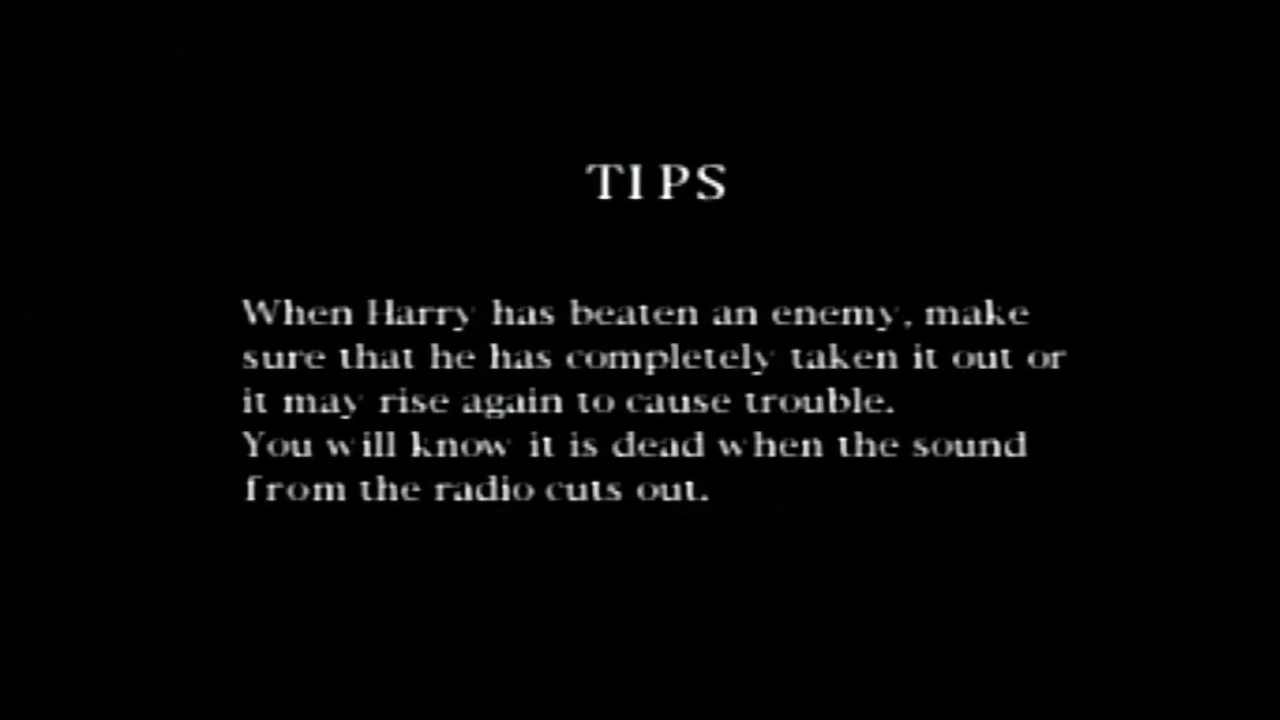 TIPS
When Harry has beaten an enemy, make
sure that he has completely taken it out or
it may rise again to cause trouble.
You will know it is dead when the sound
from the radio cuts out.